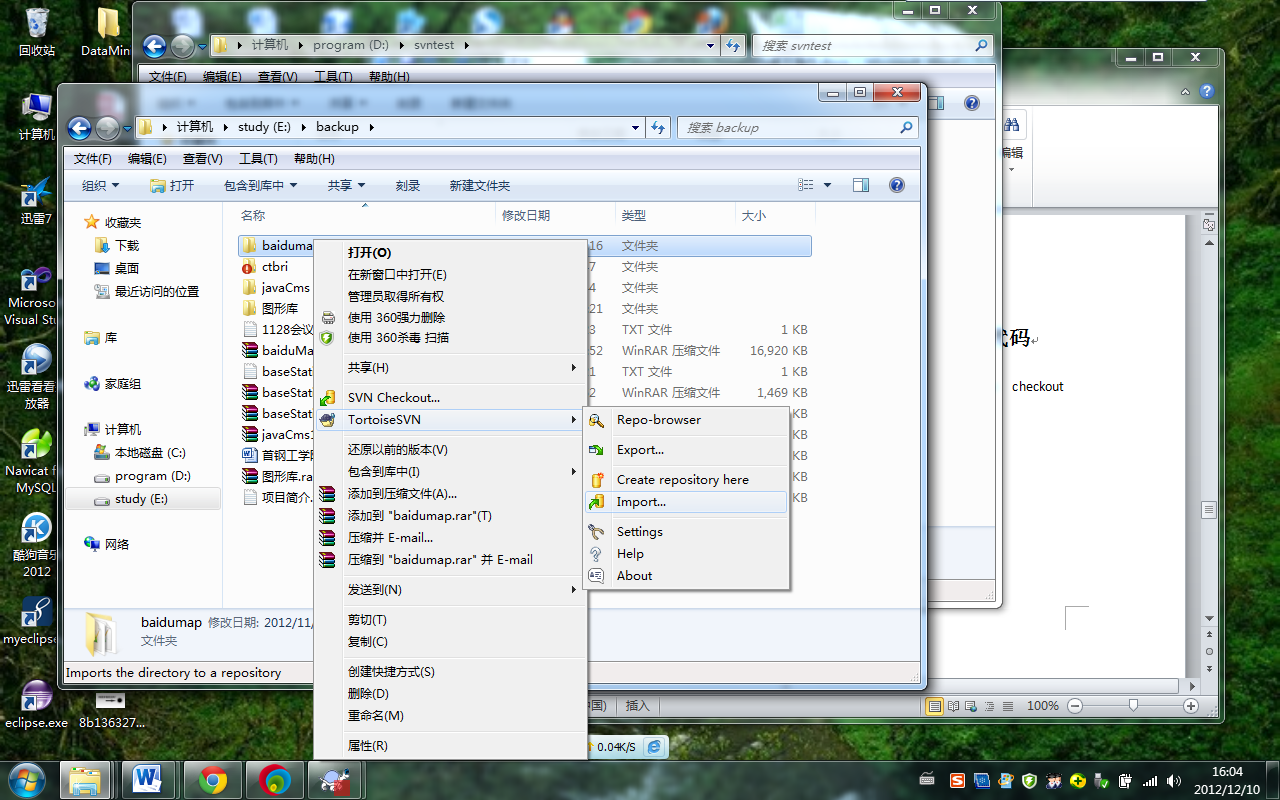 回收站
DataMin
计算机
迅雷7
Microso
Visual Stu
迅雷看看
放器
Navicat f
MySQL
酷狗音乐
2012
myeclipse
eclipse.exe
8b136327...
计算机 program (D:) svntest
搜索 svntest
文件(F) 编辑(E) 查看(V) 工具(T) 帮助(H)
计算机 study (E:) backup
搜索 backup
文件(F) 编辑(E) 查看(V) 工具(T) 帮助(H)
组织 打开 包含到库中 共享 刻录 新建文件夹
收藏夹
下载
桌面
最近访问的位置
库
家庭组
计算机
本地磁盘 (C:)
program (D:)
study (E:)
网络
名称 修改日期 类型 大小
baiduma 16 文件夹
ctbri 7 文件夹
javaCms 4 文件夹
图形库 21 文件夹
1128会议 3 TXT 文件 1 KB
baiduMa 52 WinRAR 压缩文件 16,920 KB
baseStat 1 TXT 文件 1 KB
baseStat 2 WinRAR 压缩文件 1,469 KB
baseStat KB
javaCms1 KB
首钢工学 KB
图形库.ra KB
项目简介. KB
打开(O)
在新窗口中打开(E)
管理员取得所有权
使用 360强力删除
使用 360杀毒 扫描
共享(H)
SVN Checkout...
TortoiseSVN
还原以前的版本(V)
包含到库中(I)
添加到压缩文件(A)...
添加到 "baidumap.rar"(T)
压缩并 E-mail...
压缩到 "baidumap.rar" 并 E-mail
发送到(N)
剪切(T)
复制(C)
创建快捷方式(S)
删除(D)
重命名(M)
属性(R)
Repo-browser
Export...
Create repository here
Import...
Settings
Help
About
baidumap 修改日期: 2012/11/
文件夹
Imports the directory to a repository
编辑
代码
checkout
国) 插入
100%
0.04K/S
16:04
2012/12/10